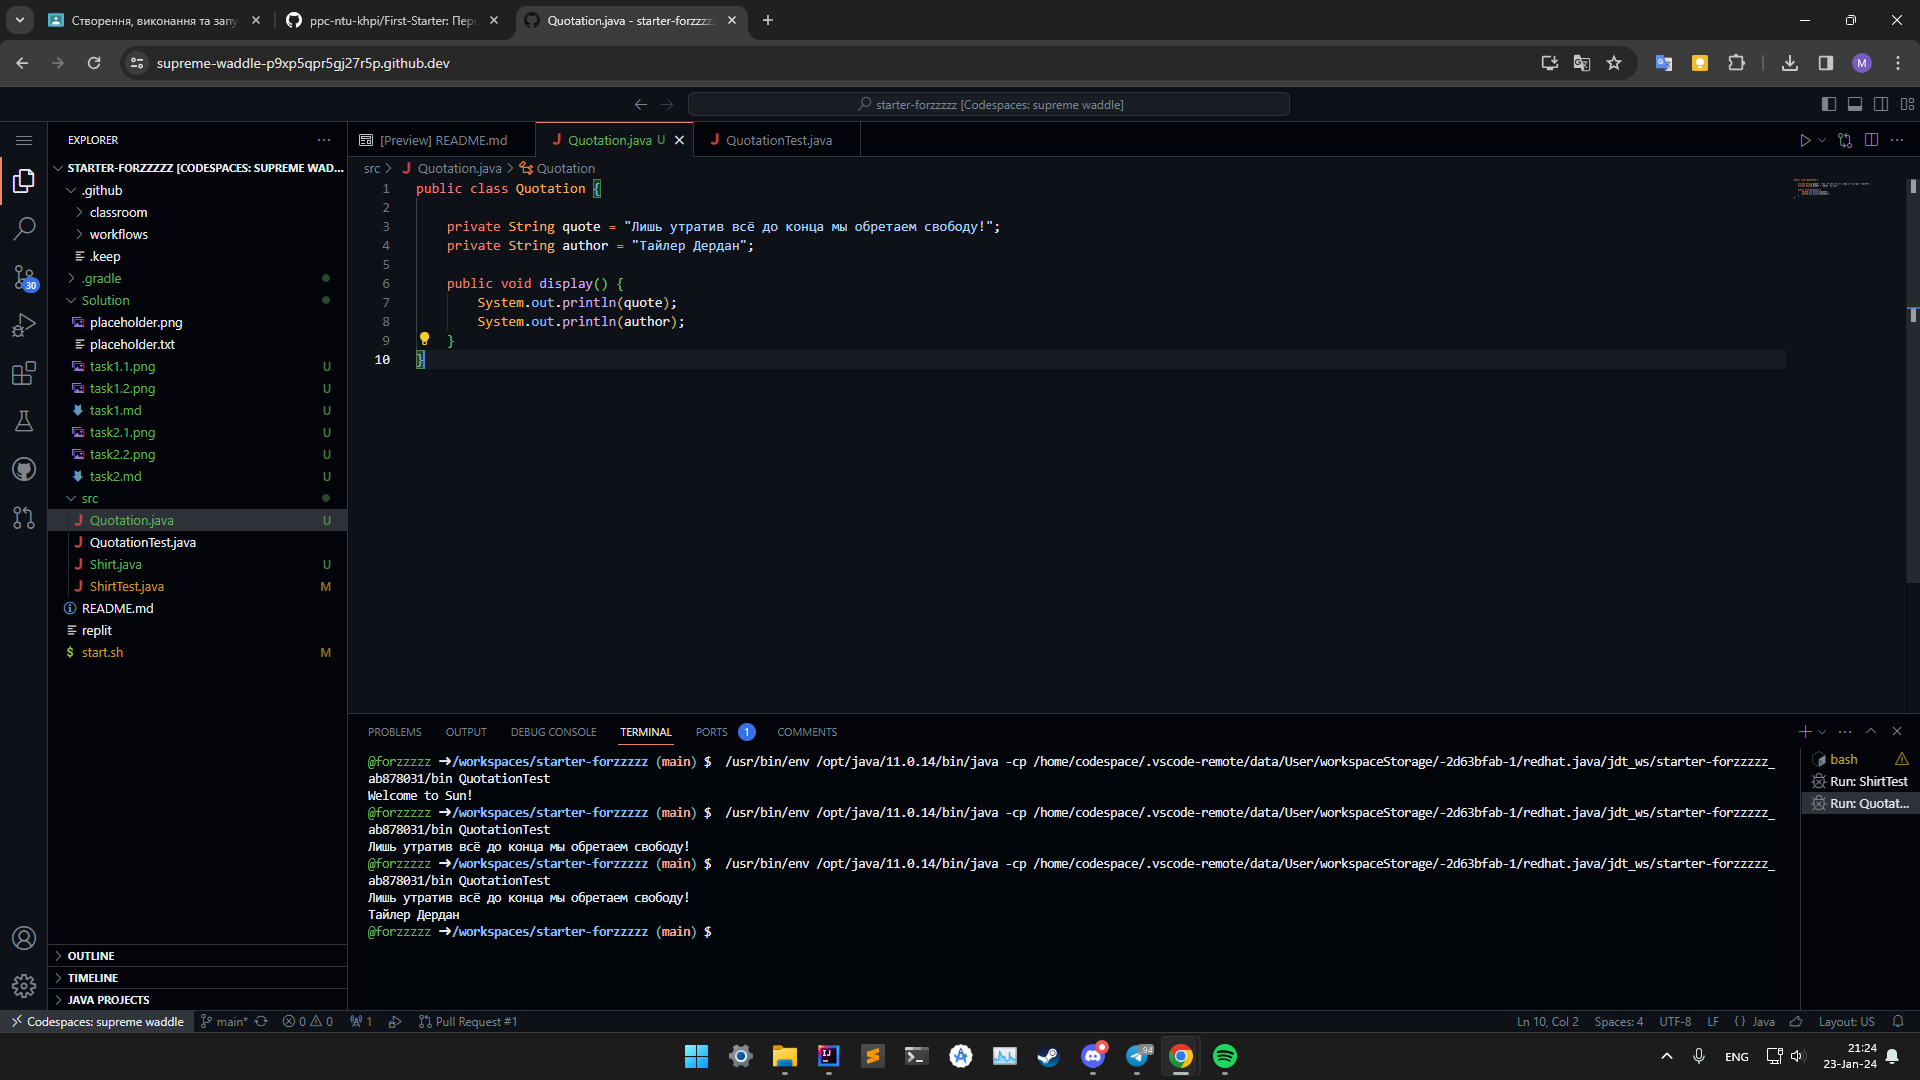 Створення, виконання та запу
ppc-ntu-khpi/First-Starter: Пер
Quotation.java - starter-forzzzz
supreme-waddle-p9xp5qpr5gj27r5p.github.dev
M
starter-forzzzzz [Codespaces: supreme waddle]
EXPLORER
STARTER-FORZZZZZ [CODESPACES: SUPREME WAD...
.github
classroom
workflows
.keep
.gradle
Solution
placeholder.png
placeholder.txt
task1.1.png U
task1.2.png U
task1.md U
task2.1.png U
task2.2.png U
task2.md U
src
Quotation.java U
QuotationTest.java
Shirt.java U
ShirtTest.java M
README.md
replit
start.sh M
OUTLINE
TIMELINE
JAVA PROJECTS
30
[Preview] README.md
Quotation.java U
QuotationTest.java
src > Quotation.java > Quotation
1 public class Quotation {
2
3 private String quote = "Лишь утратив всё до конца мы обретаем свободу!";
4 private String author = "Тайлер Дердан";
5
6 public void display() {
7 System.out.println(quote);
8 System.out.println(author);
9 }
10 }
PROBLEMS OUTPUT DEBUG CONSOLE TERMINAL PORTS 1 COMMENTS
@forzzzzz ➜/workspaces/starter-forzzzzz (main) $ /usr/bin/env /opt/java/11.0.14/bin/java -cp /home/codespace/.vscode-remote/data/User/workspaceStorage/-2d63bfab-1/redhat.java/jdt_ws/starter-forzzzzz_
ab878031/bin QuotationTest
Welcome to Sun!
@forzzzzz ➜/workspaces/starter-forzzzzz (main) $ /usr/bin/env /opt/java/11.0.14/bin/java -cp /home/codespace/.vscode-remote/data/User/workspaceStorage/-2d63bfab-1/redhat.java/jdt_ws/starter-forzzzzz_
ab878031/bin QuotationTest
Лишь утратив всё до конца мы обретаем свободу!
@forzzzzz ➜/workspaces/starter-forzzzzz (main) $ /usr/bin/env /opt/java/11.0.14/bin/java -cp /home/codespace/.vscode-remote/data/User/workspaceStorage/-2d63bfab-1/redhat.java/jdt_ws/starter-forzzzzz_
ab878031/bin QuotationTest
Лишь утратив всё до конца мы обретаем свободу!
Тайлер Дердан
@forzzzzz ➜/workspaces/starter-forzzzzz (main) $
bash
Run: ShirtTest
Run: Quotat...
Codespaces: supreme waddle main* 0 0 1 Pull Request #1
Ln 10, Col 2 Spaces: 4 UTF-8 LF {} Java Layout: US
94
ENG
21:24
23-Jan-24